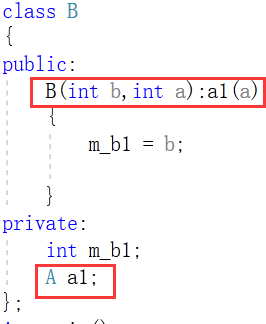 class B
{
public:
B(int b,int a):a1(a)
{
m_b1 = b;
}
private:
int m_b1;
A a1;
};